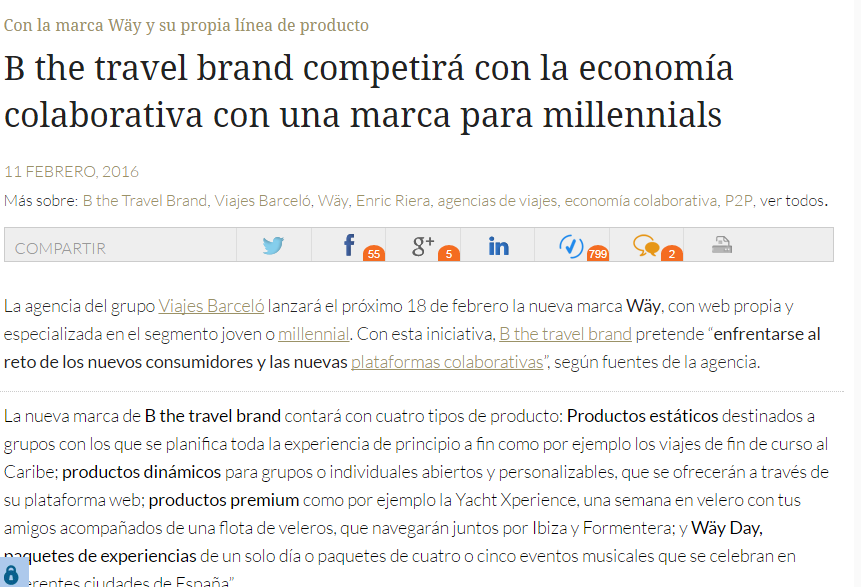 Con la marca Wäy y su propia línea de producto
B the travel brand competirá con la economía
colaborativa con una marca para millennials
11 FEBRERO, 2016
Más sobre: B the Travel Brand, Viajes Barceló, Wäy, Enric Riera, agencias de viajes, economía colaborativa, P2P, ver todos.
COMPARTIR 55 g+ 5 in 799 2
La agencia del grupo Viajes Barceló lanzará el próximo 18 de febrero la nueva marca Wäy, con web propia y
especializada en el segmento joven o millennial. Con esta iniciativa, B the travel brand pretende “enfrentarse al
reto de los nuevos consumidores y las nuevas plataformas colaborativas”, según fuentes de la agencia.
La nueva marca de B the travel brand contará con cuatro tipos de producto: Productos estáticos destinados a
grupos con los que se planifica toda la experiencia de principio a fin como por ejemplo los viajes de fin de curso al
Caribe; productos dinámicos para grupos o individuales abiertos y personalizables, que se ofrecerán a través de
su plataforma web; productos premium como por ejemplo la Yacht Xperience, una semana en velero con tus
amigos acompañados de una flota de veleros, que navegarán juntos por Ibiza y Formentera; y Wäy Day,
paquetes de experiencias de un solo día o paquetes de cuatro o cinco eventos musicales que se celebran en
erentes ciudades de España”